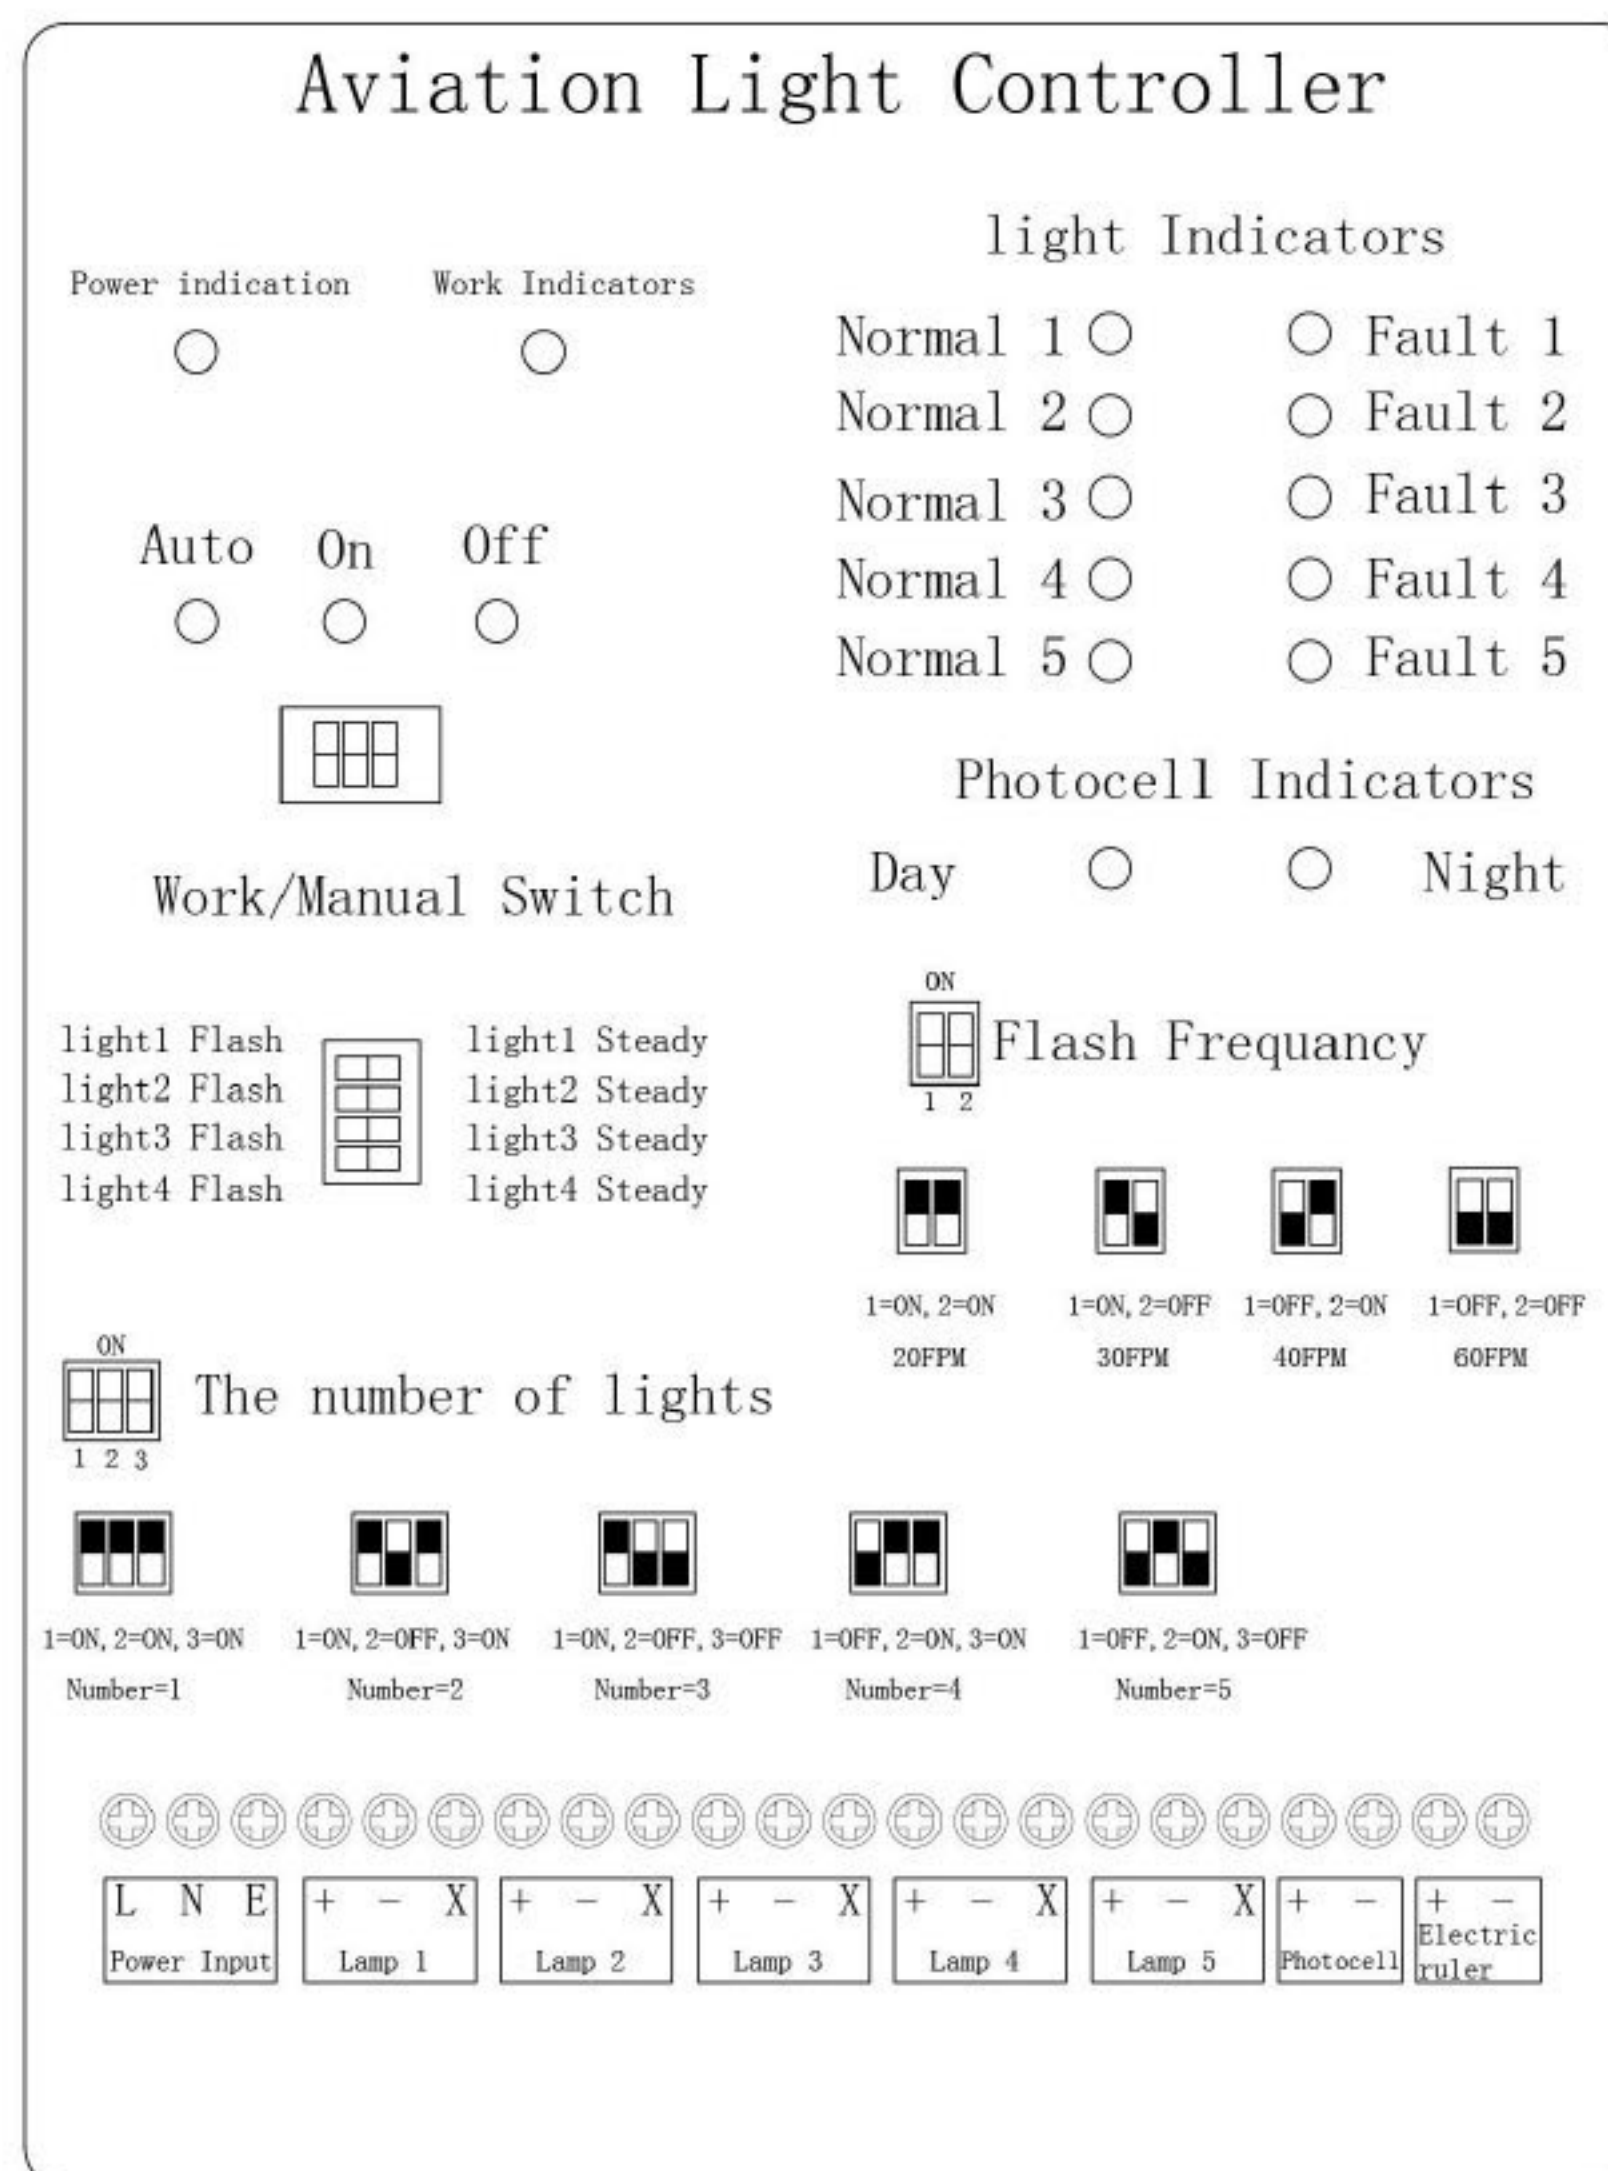 Aviation Light Controller
light Indicators
Power indication Work Indicators
Normal 1 Fault 1
Normal 2 Fault 2
Normal 3 Fault 3
Normal 4 Fault 4
Normal 5 Fault 5
Auto On Off
Work/Manual Switch
Photocell Indicators
Day Night
light1 Flash light1 Steady
light2 Flash light2 Steady
light3 Flash light3 Steady
light4 Flash light4 Steady
ON
Flash Frequancy
1 2
1=ON, 2=ON 1=ON, 2=OFF 1=OFF, 2=ON 1=OFF, 2=OFF
20FPM 30FPM 40FPM 60FPM
ON
The number of lights
1 2 3
1=ON, 2=ON, 3=ON 1=ON, 2=OFF, 3=ON 1=ON, 2=OFF, 3=OFF 1=OFF, 2=ON, 3=ON 1=OFF, 2=ON, 3=OFF
Number=1 Number=2 Number=3 Number=4 Number=5
L N E + - X + - X + - X + - X + - X + - + -
Power Input Lamp 1 Lamp 2 Lamp 3 Lamp 4 Lamp 5 Photocell Electric
ruler